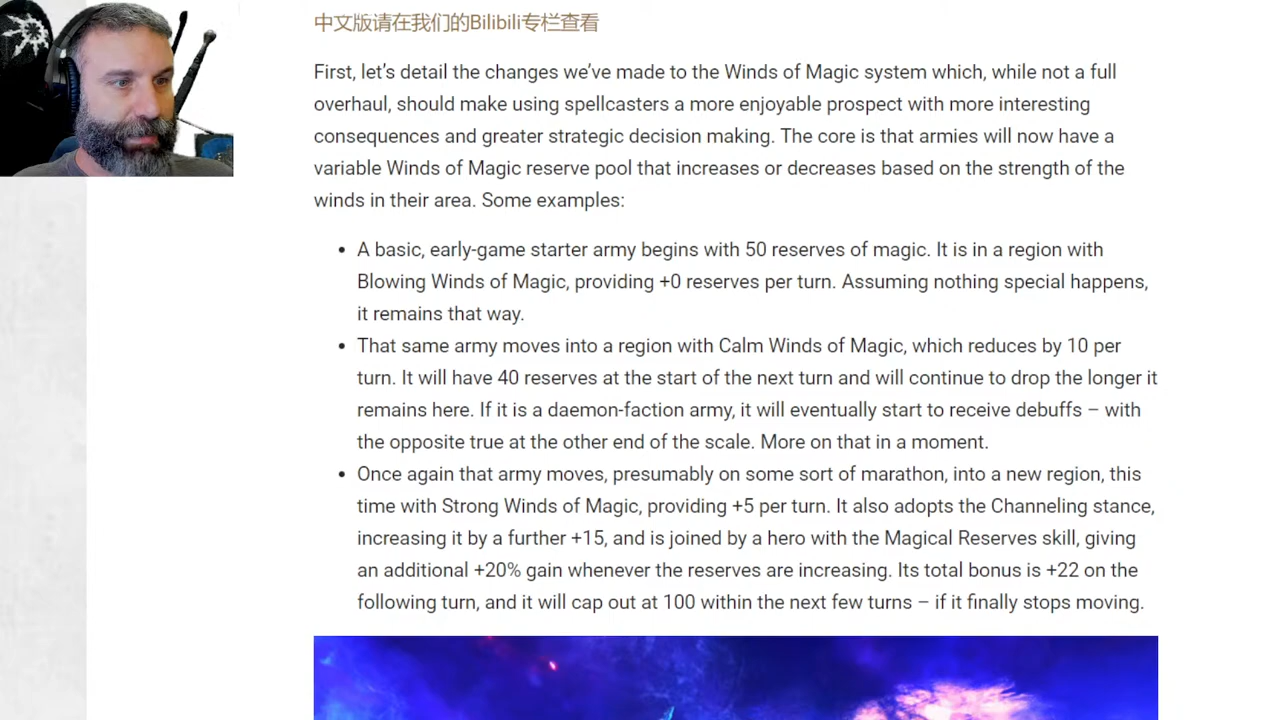 中文版请在我们的Bilibili专栏查看
First, let’s detail the changes we’ve made to the Winds of Magic system which, while not a full
overhaul, should make using spellcasters a more enjoyable prospect with more interesting
consequences and greater strategic decision making. The core is that armies will now have a
variable Winds of Magic reserve pool that increases or decreases based on the strength of the
winds in their area. Some examples:
• A basic, early-game starter army begins with 50 reserves of magic. It is in a region with
Blowing Winds of Magic, providing +0 reserves per turn. Assuming nothing special happens,
it remains that way.
• That same army moves into a region with Calm Winds of Magic, which reduces by 10 per
turn. It will have 40 reserves at the start of the next turn and will continue to drop the longer it
remains here. If it is a daemon-faction army, it will eventually start to receive debuffs – with
the opposite true at the other end of the scale. More on that in a moment.
• Once again that army moves, presumably on some sort of marathon, into a new region, this
time with Strong Winds of Magic, providing +5 per turn. It also adopts the Channeling stance,
increasing it by a further +15, and is joined by a hero with the Magical Reserves skill, giving
an additional +20% gain whenever the reserves are increasing. Its total bonus is +22 on the
following turn, and it will cap out at 100 within the next few turns – if it finally stops moving.